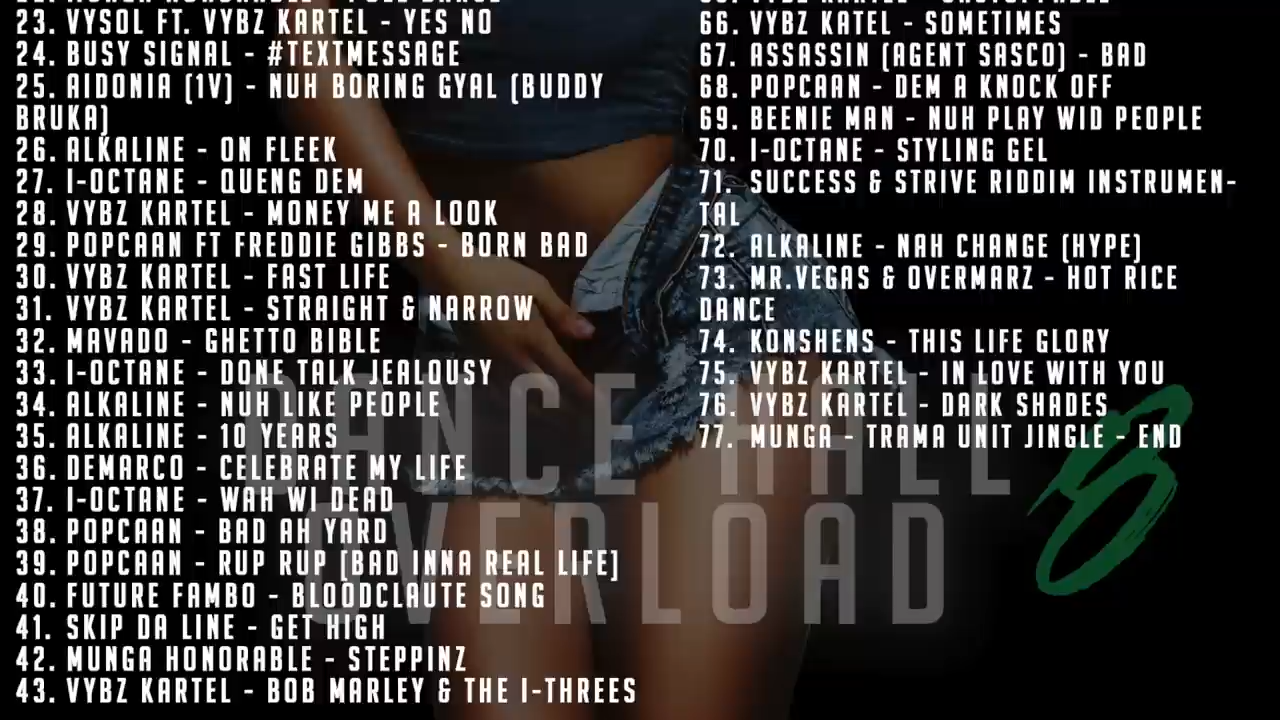 23. VYSOL FT. VYBZ KARTEL - YES NO
24. BUSY SIGNAL - #TEXTMESSAGE
25. AIDONIA (1V) - NUH BORING GYAL (BUDDY
BRUKA)
26. ALKALINE - ON FLEEK
27. I-OCTANE - QUENG DEM
28. VYBZ KARTEL - MONEY ME A LOOK
29. POPCAAN FT FREDDIE GIBBS - BORN BAD
30. VYBZ KARTEL - FAST LIFE
31. VYBZ KARTEL - STRAIGHT & NARROW
32. MAVADO - GHETTO BIBLE
33. I-OCTANE - DONE TALK JEALOUSY
34. ALKALINE - NUH LIKE PEOPLE
35. ALKALINE - 10 YEARS
36. DEMARCO - CELEBRATE MY LIFE
37. I-OCTANE - WAH WI DEAD
38. POPCAAN - BAD AH YARD
39. POPCAAN - RUP RUP [BAD INNA REAL LIFE]
40. FUTURE FAMBO - BLOODCLAUTE SONG
41. SKIP DA LINE - GET HIGH
42. MUNGA HONORABLE - STEPPINZ
43. VYBZ KARTEL - BOB MARLEY & THE I-THREES
66. VYBZ KATEL - SOMETIMES
67. ASSASSIN (AGENT SASCO) - BAD
68. POPCAAN - DEM A KNOCK OFF
69. BEENIE MAN - NUH PLAY WID PEOPLE
70. I-OCTANE - STYLING GEL
71. SUCCESS & STRIVE RIDDIM INSTRUMEN-
TAL
72. ALKALINE - NAH CHANGE (HYPE)
73. MR.VEGAS & OVERMARZ - HOT RICE
DANCE
74. KONSHENS - THIS LIFE GLORY
75. VYBZ KARTEL - IN LOVE WITH YOU
76. VYBZ KARTEL - DARK SHADES
77. MUNGA - TRAMA UNIT JINGLE - END
DANCE HALL
OVERLOAD
8